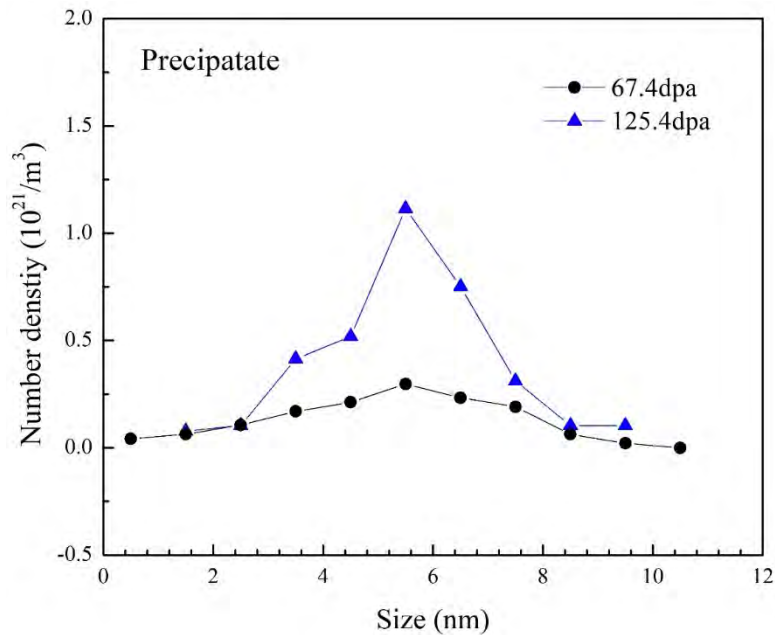 Precipatate
67.4dpa
125.4dpa
2.0
1.5
1.0
0.5
0.0
-0.5
Number denstiy (10²¹/m³)
0 2 4 6 8 10 12
Size (nm)